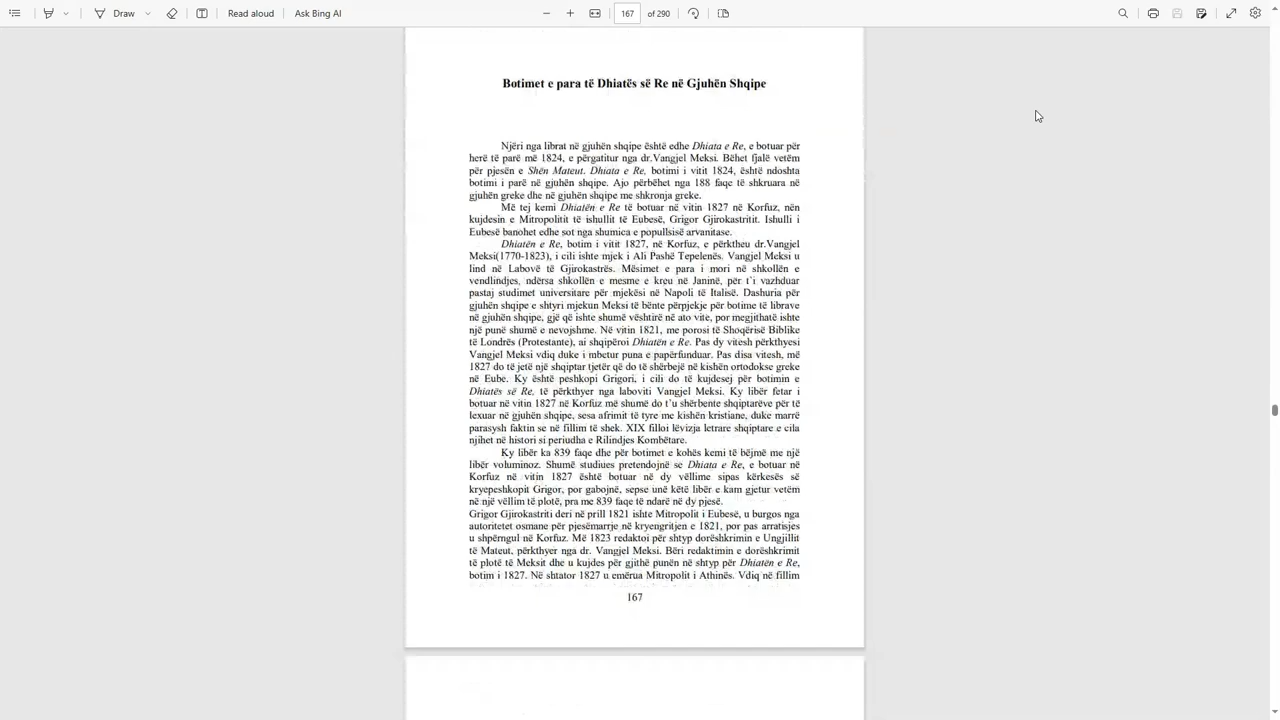 Draw
Read aloud
Ask Bing AI
167 of 290
Botimet e para të Dhiatës së Re në Gjuhën Shqipe
Njëri nga librat në gjuhën shqipe është edhe Dhiata e Re, e botuar për
herë të parë më 1824, e përgatitur nga dr.Vangjel Meksi. Bëhet fjalë vetëm
për pjesën e Shën Mateut. Dhiata e Re, botimi i vitit 1824, është ndoshta
botimi i parë në gjuhën shqipe. Ajo përbëhet nga 188 faqe të shkruara në
gjuhën greke dhe në gjuhën shqipe me shkronja greke.
Më tej kemi Dhiatën e Re të botuar në vitin 1827 në Korfuz, nën
kujdesin e Mitropolitit të ishullit të Eubesë, Grigor Gjirokastritit. Ishulli i
Eubesë banohet edhe sot nga shumica e popullsisë arvanitase.
Dhiatën e Re, botim i vitit 1827, në Korfuz, e përktheu dr.Vangjel
Meksi(1770-1823), i cili ishte mjek i Ali Pashë Tepelenës. Vangjel Meksi u
lind në Labovë të Gjirokastrës. Mësimet e para i mori në shkollën e
vendlindjes, ndërsa shkollën e mesme e kreu në Janinë, për t`i vazhduar
pastaj studimet universitare për mjekësi në Napoli të Italisë. Dashuria për
gjuhën shqipe e shtyri mjekun Meksi të bënte përpjekje për botime të librave
në gjuhën shqipe, gjë që ishte shumë vështirë në ato vite, por megjithatë ishte
një punë shumë e nevojshme. Në vitin 1821, me porosi të Shoqërisë Biblike
të Londrës (Protestante), ai shqipëroi Dhiatën e Re. Pas dy vitesh përkthyesi
Vangjel Meksi vdiq duke i mbetur puna e papërfunduar. Pas disa vitesh, më
1827 do të jetë një shqiptar tjetër që do të shërbejë në kishën ortodokse greke
në Eube. Ky është peshkopi Grigori, i cili do të kujdesej për botimin e
Dhiatës së Re, të përkthyer nga laboviti Vangjel Meksi. Ky libër fetar i
botuar në vitin 1827 në Korfuz më shumë do t`u shërbente shqiptarëve për të
lexuar në gjuhën shqipe, sesa afrimit të tyre me kishën kristiane, duke marrë
parasysh faktin se në fillim të shek. XIX filloi lëvizja letrare shqiptare e cila
njihet në histori si periudha e Rilindjes Kombëtare.
Ky libër ka 839 faqe dhe për botimet e kohës kemi të bëjmë me një
libër voluminoz. Shumë studiues pretendojnë se Dhiata e Re, e botuar në
Korfuz në vitin 1827 është botuar në dy vëllime sipas kërkesës së
kryepeshkopit Grigor, por gabojnë, sepse unë këtë libër e kam gjetur vetëm
në një vëllim të plotë, pra me 839 faqe të ndarë në dy pjesë.
Grigor Gjirokastriti deri në prill 1821 ishte Mitropolit i Eubesë, u burgos nga
autoritetet osmane për pjesëmarrje në kryengritjen e 1821, por pas arratisjes
u shpërngul në Korfuz. Më 1823 redaktoi për shtyp dorëshkrimin e Ungjillit
të Mateut, përkthyer nga dr. Vangjel Meksi. Bëri redaktimin e dorëshkrimit
të plotë të Meksit dhe u kujdes për gjithë punën në shtyp për Dhiatën e Re,
botim i 1827. Në shtator 1827 u emërua Mitropolit i Athinës. Vdiq në fillim
167